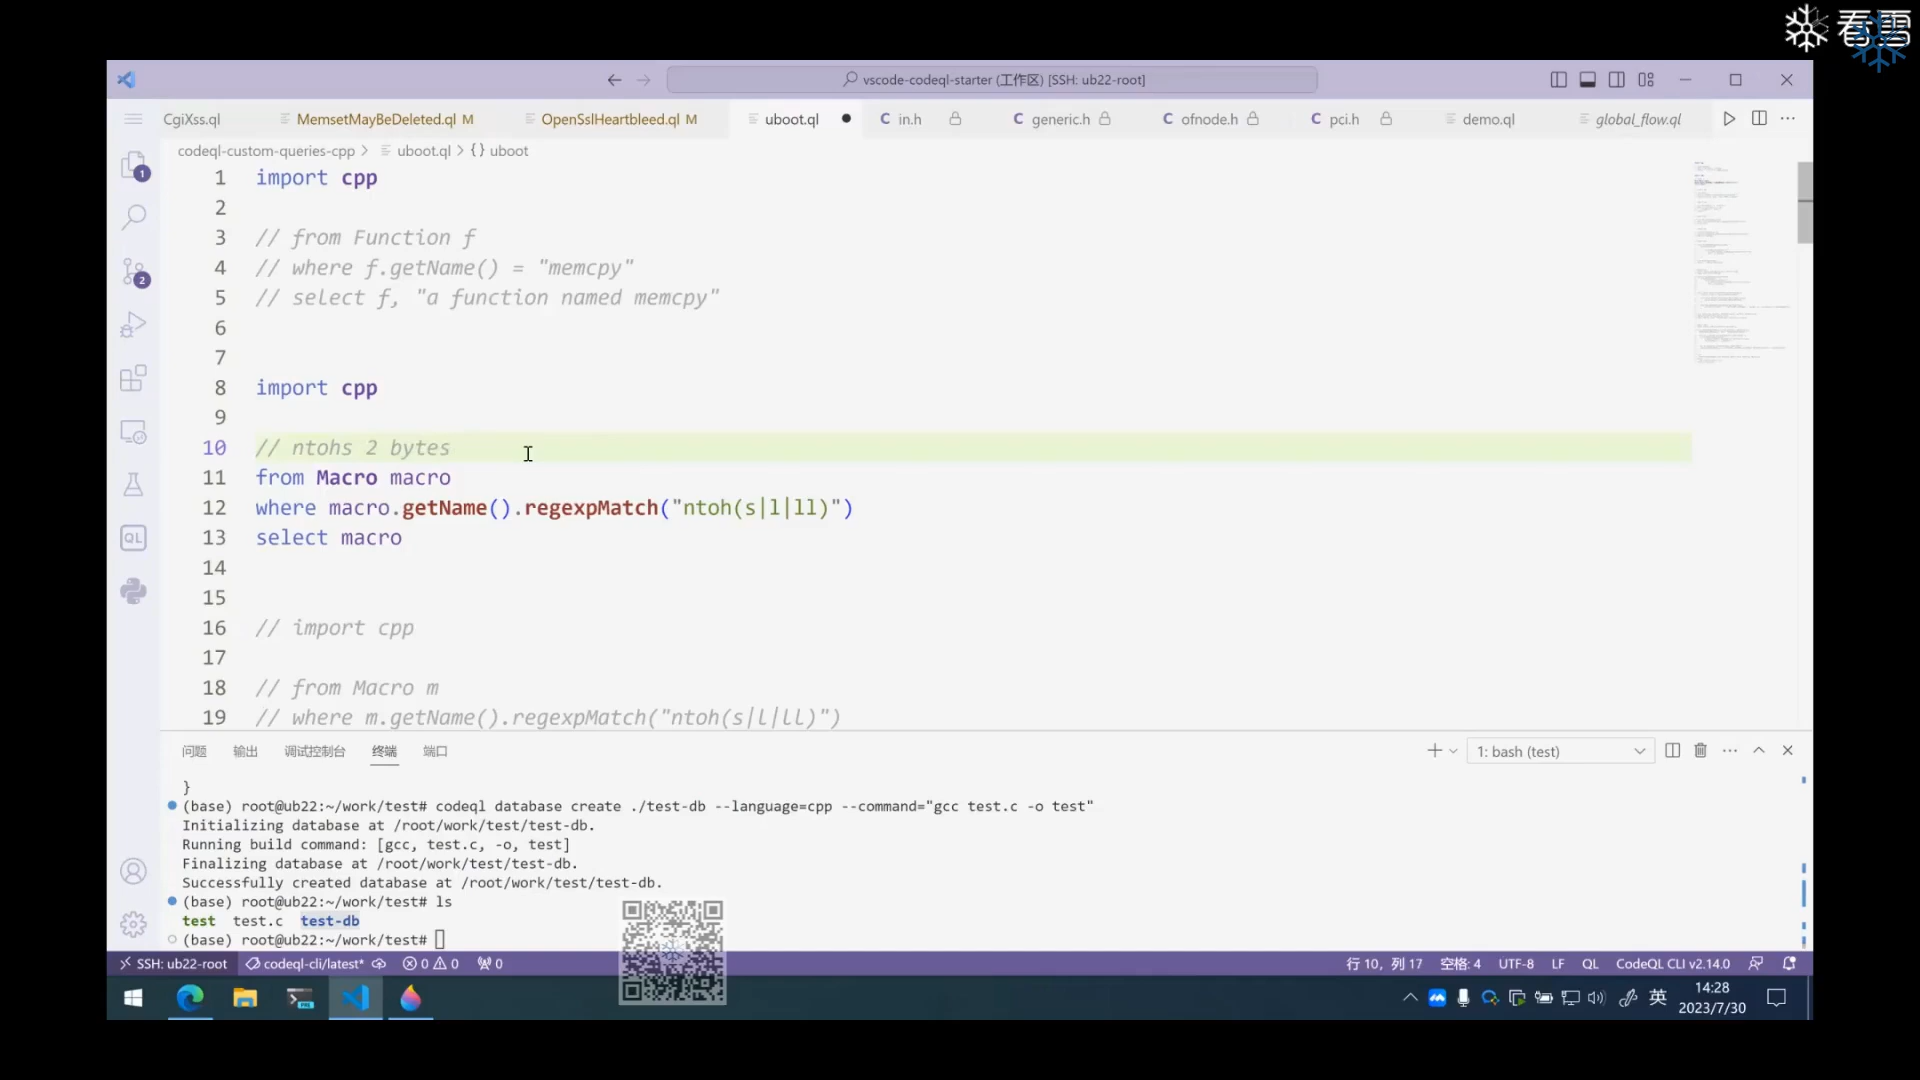 看雪
vscode-codeql-starter (工作区) [SSH: ub22-root]
CgiXss.ql
MemsetMayBeDeleted.ql M
OpenSslHeartbleed.ql M
uboot.ql
C in.h
C generic.h
C ofnode.h
C pci.h
demo.ql
global_flow.ql
codeql-custom-queries-cpp > uboot.ql > {} uboot
1 import cpp
2
3 // from Function f
4 // where f.getName() = "memcpy"
5 // select f, "a function named memcpy"
6
7
8 import cpp
9
10 // ntohs 2 bytes
11 from Macro macro
12 where macro.getName().regexpMatch("ntoh(s|l|ll)")
13 select macro
14
15
16 // import cpp
17
18 // from Macro m
19 // where m.getName().regexpMatch("ntoh(s|l|ll)")
1
2
QL
问题 输出 调试控制台 终端 端口
1: bash (test)
}
(base) root@ub22:~/work/test# codeql database create ./test-db --language=cpp --command="gcc test.c -o test"
Initializing database at /root/work/test/test-db.
Running build command: [gcc, test.c, -o, test]
Finalizing database at /root/work/test/test-db.
Successfully created database at /root/work/test/test-db.
(base) root@ub22:~/work/test# ls
test test.c test-db
(base) root@ub22:~/work/test#
SSH: ub22-root codeql-cli/latest* 0 0 0
行 10，列 17 空格: 4 UTF-8 LF QL CodeQL CLI v2.14.0
英
14:28
2023/7/30